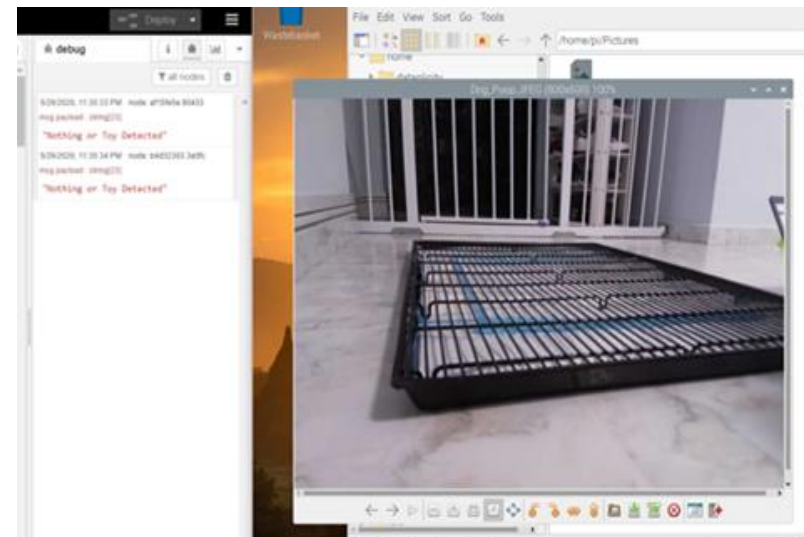 Deploy
debug
i
all nodes
msg.payload : string[23]
"Nothing or Toy Detected"
msg.payload : string[23]
"Nothing or Toy Detected"
Wastebasket
File Edit View Sort Go Tools
/home/pi/Pictures
home
dataplicity
Dog_Poop.JPEG (800x600) 100%